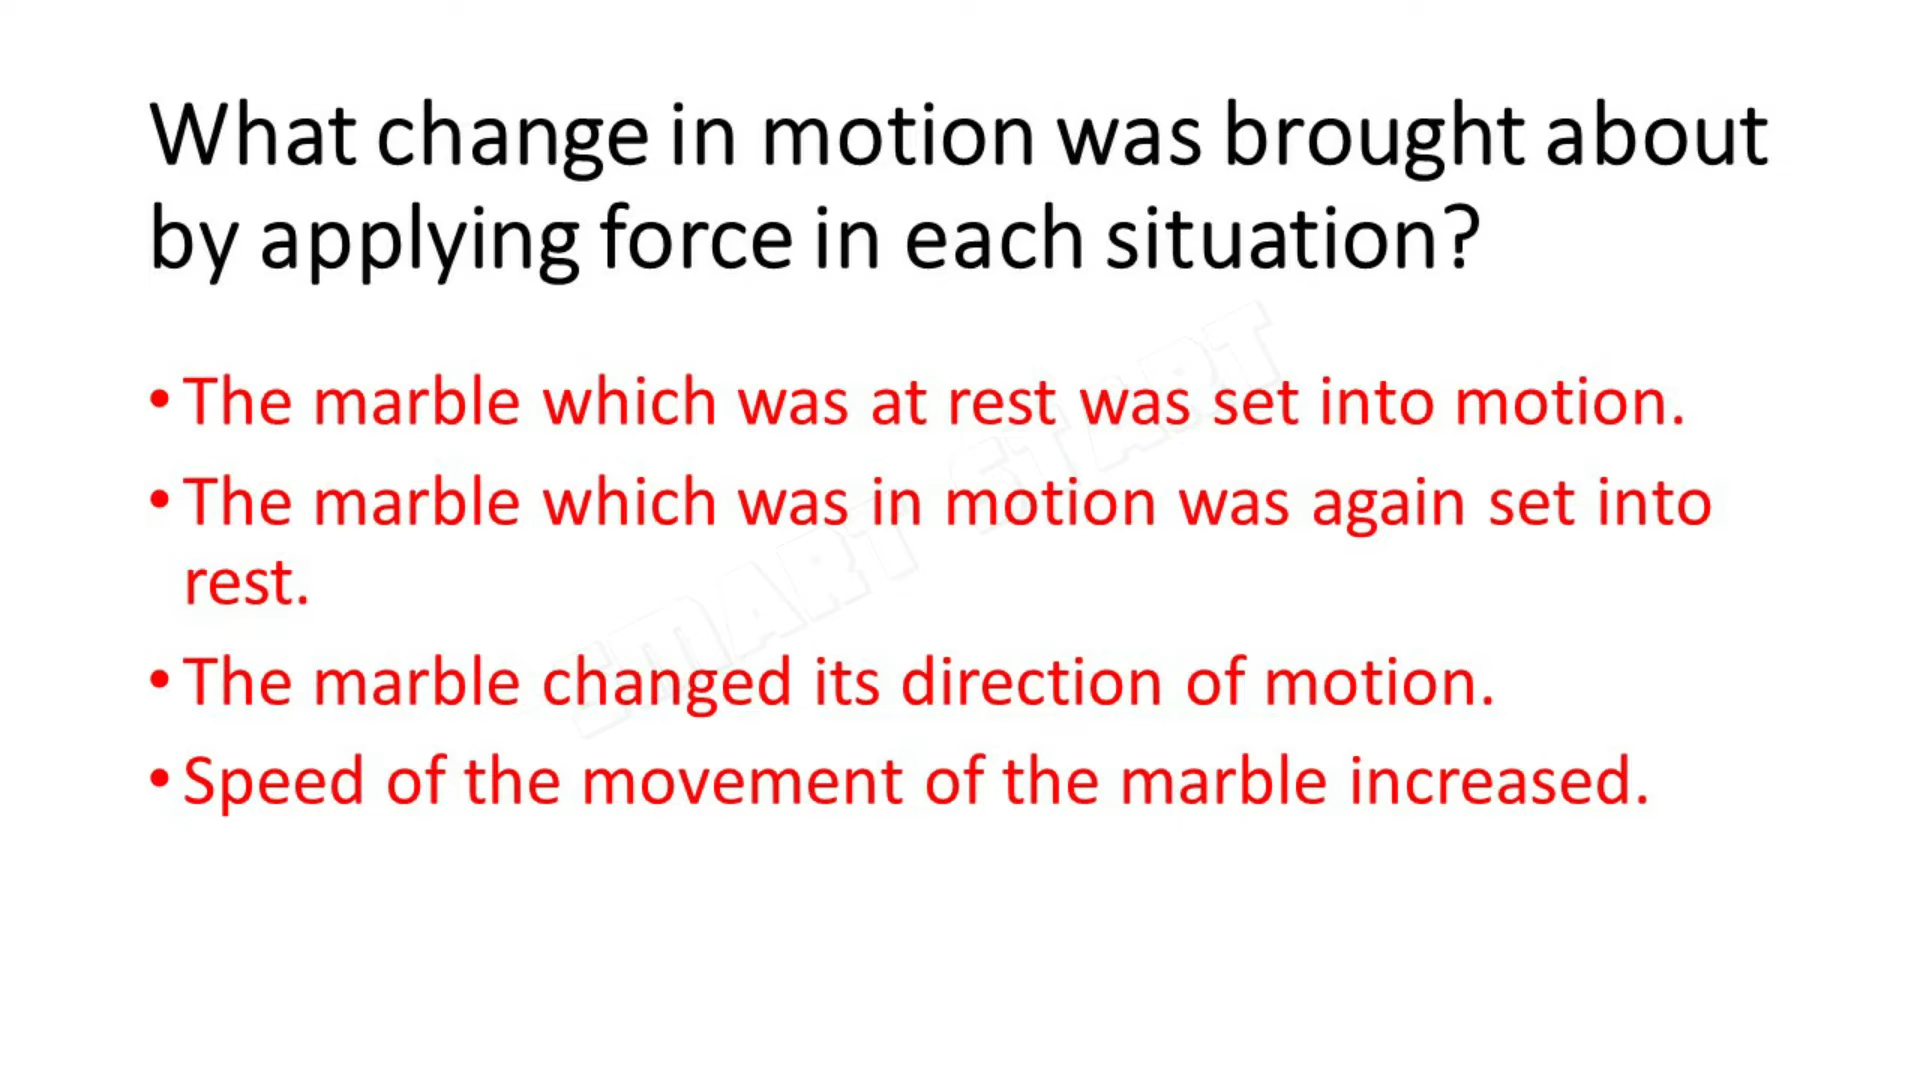 What change in motion was brought about
by applying force in each situation?
• The marble which was at rest was set into motion.
• The marble which was in motion was again set into
rest.
• The marble changed its direction of motion.
• Speed of the movement of the marble increased.
SMART START